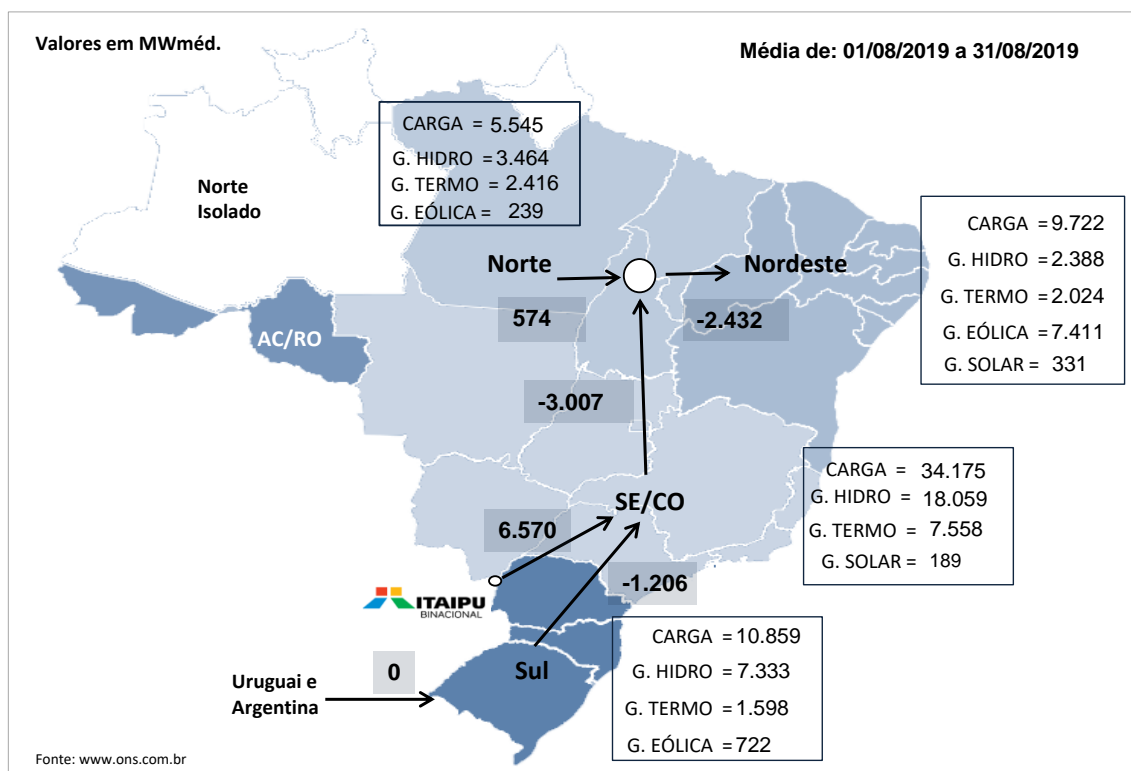 Valores em MWméd.
Média de: 01/08/2019 a 31/08/2019
CARGA = 5.545
G. HIDRO = 3.464
G. TERMO = 2.416
G. EÓLICA = 239
Norte
Isolado
CARGA = 9.722
G. HIDRO = 2.388
G. TERMO = 2.024
G. EÓLICA = 7.411
G. SOLAR = 331
Norte
Nordeste
574
-2.432
AC/RO
-3.007
CARGA = 34.175
G. HIDRO = 18.059
G. TERMO = 7.558
G. SOLAR = 189
SE/CO
6.570
-1.206
ITAIPU
BINACIONAL
CARGA = 10.859
G. HIDRO = 7.333
G. TERMO = 1.598
G. EÓLICA = 722
Sul
0
Uruguai e
Argentina
Fonte: www.ons.com.br